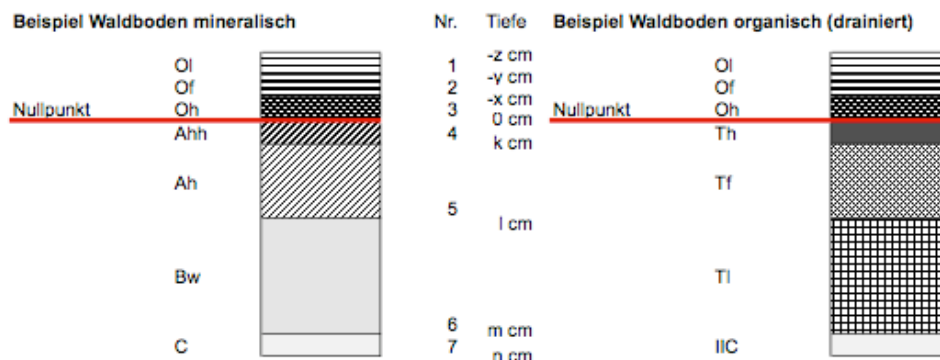 Beispiel Waldboden mineralisch Nr. Tiefe Beispiel Waldboden organisch (drainiert)
-z cm
Ol 1 Ol
-y cm
Of 2 Of
-x cm
Nullpunkt Oh 3 Nullpunkt Oh
0 cm
Ahh 4 Th
k cm
Ah Tf
5
l cm
Bw Tl
6 m cm
C 7 IIC
n cm